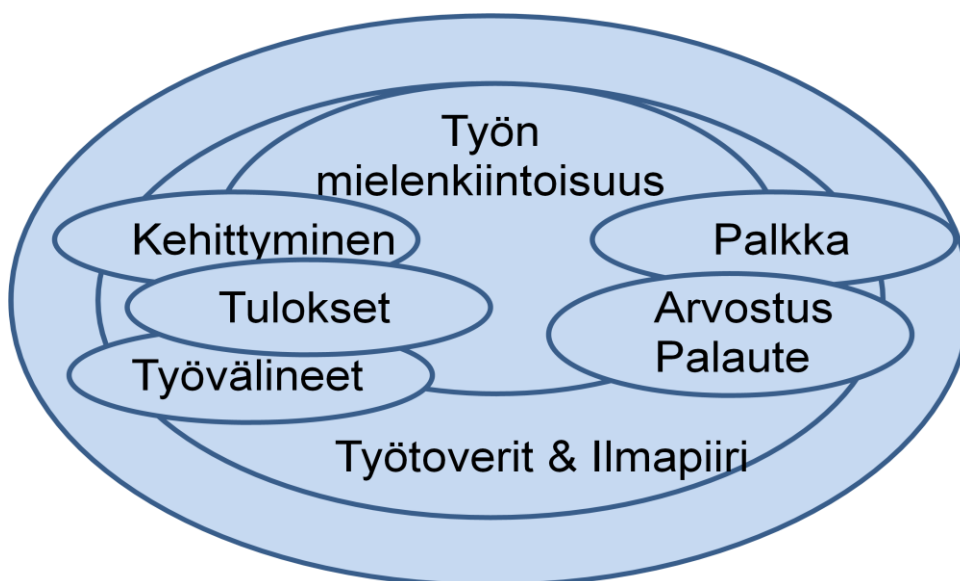 Työn
mielenkiintoisuus
Kehittyminen
Palkka
Tulokset
Arvostus
Palaute
Työvälineet
Työtoverit & Ilmapiiri